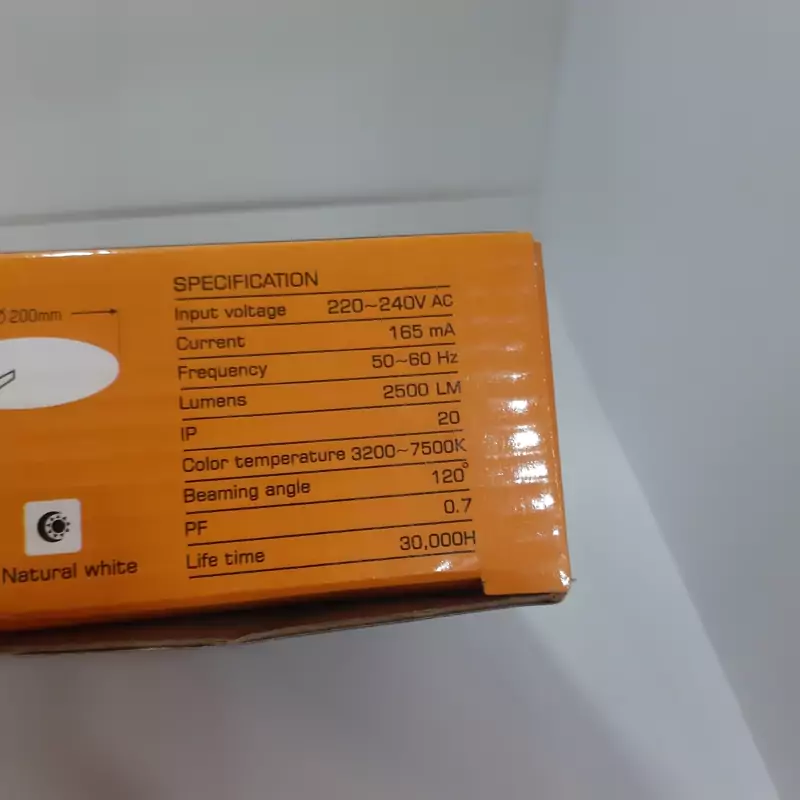 SPECIFICATION
Input voltage 220~240V AC
Current 165 mA
Frequency 50~60 Hz
Lumens 2500 LM
IP 20
Color temperature 3200~7500K
Beaming angle 120°
PF 0.7
Life time 30,000H
Ø 200mm
Natural white